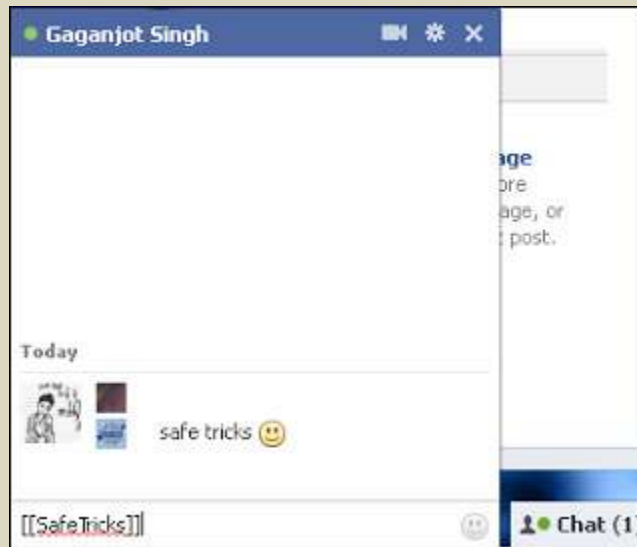 Gaganjot Singh
age
ore
age, or
post.
Today
safe tricks
[[SafeTricks]]
Chat (1)